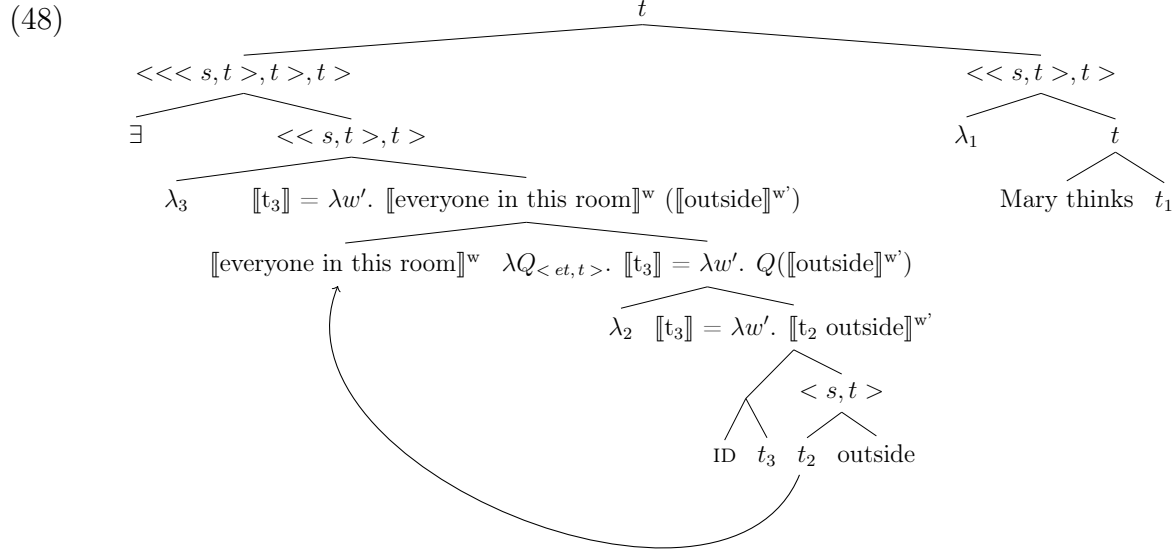 (48)
t
<<< s, t >, t >, t > << s, t >, t >
∃ << s, t >, t > λ₁ t
λ₃ ⟦t₃⟧ = λw′. ⟦everyone in this room⟧ʷ (⟦outside⟧ʷ') Mary thinks t₁
⟦everyone in this room⟧ʷ λQ_{< et, t >}. ⟦t₃⟧ = λw′. Q(⟦outside⟧ʷ')
λ₂ ⟦t₃⟧ = λw′. ⟦t₂ outside⟧ʷ'
< s, t >
ID t₃ t₂ outside